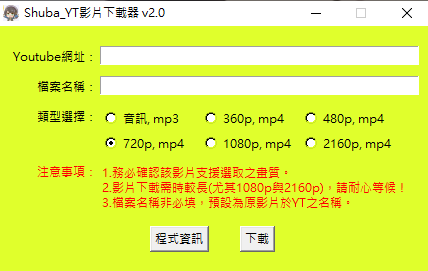 Shuba_YT影片下載器 v2.0
Youtube網址：
檔案名稱：
類型選擇： 音訊, mp3 360p, mp4 480p, mp4
720p, mp4 1080p, mp4 2160p, mp4
注意事項： 1.務必確認該影片支援選取之畫質。
2.影片下載需時較長(尤其1080p與2160p)，請耐心等候！
3.檔案名稱非必填，預設為原影片於YT之名稱。
程式資訊 下載